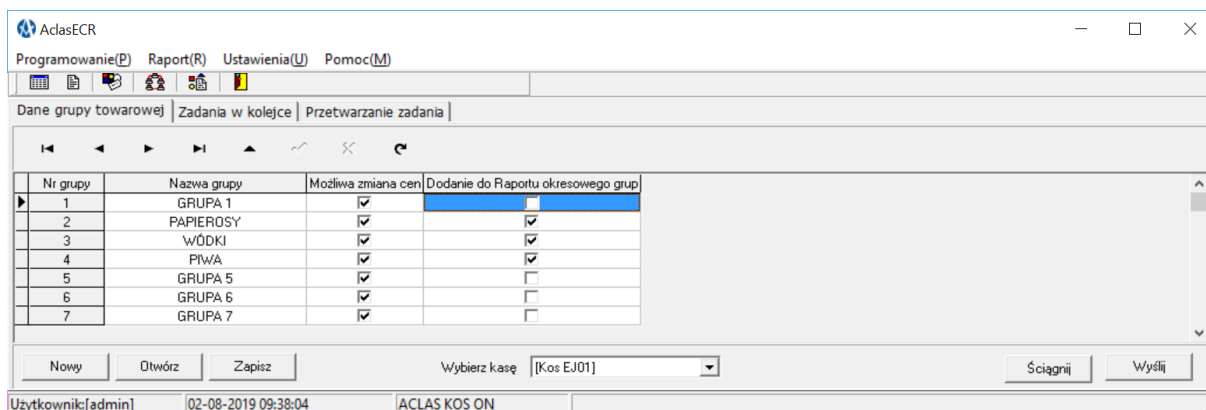 AclasECR
Programowanie(P) Raport(R) Ustawienia(U) Pomoc(M)
Dane grupy towarowej Zadania w kolejce Przetwarzanie zadania
Nr grupy Nazwa grupy Możliwa zmiana cen Dodanie do Raportu okresowego grup
1 GRUPA 1
2 PAPIEROSY
3 WÓDKI
4 PIWA
5 GRUPA 5
6 GRUPA 6
7 GRUPA 7
Nowy Otwórz Zapisz Wybierz kasę [Kos EJ01] Ściągnij Wyślij
Użytkownik:[admin] 02-08-2019 09:38:04 ACLAS KOS ON